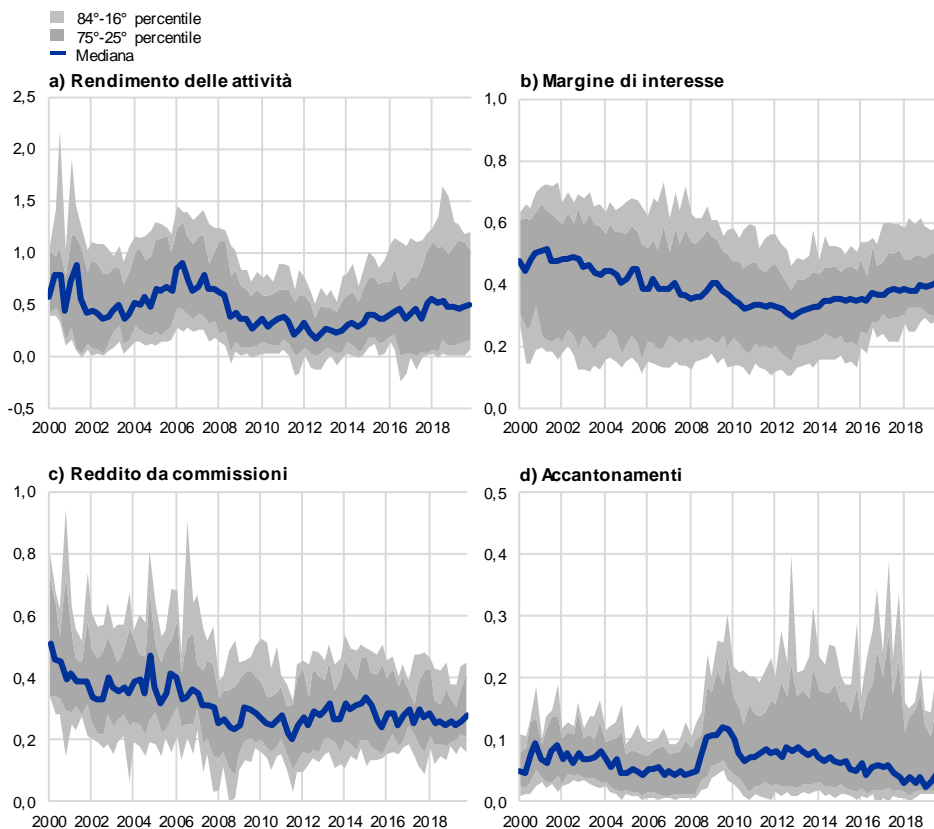 84°-16° percentile
75°-25° percentile
Mediana
a) Rendimento delle attività
2,5
2,0
1,5
1,0
0,5
0,0
-0,5
2000 2002 2004 2006 2008 2010 2012 2014 2016 2018
b) Margine di interesse
1,0
0,8
0,6
0,4
0,2
0,0
2000 2002 2004 2006 2008 2010 2012 2014 2016 2018
c) Reddito da commissioni
1,0
0,8
0,6
0,4
0,2
0,0
2000 2002 2004 2006 2008 2010 2012 2014 2016 2018
d) Accantonamenti
0,5
0,4
0,3
0,2
0,1
0,0
2000 2002 2004 2006 2008 2010 2012 2014 2016 2018